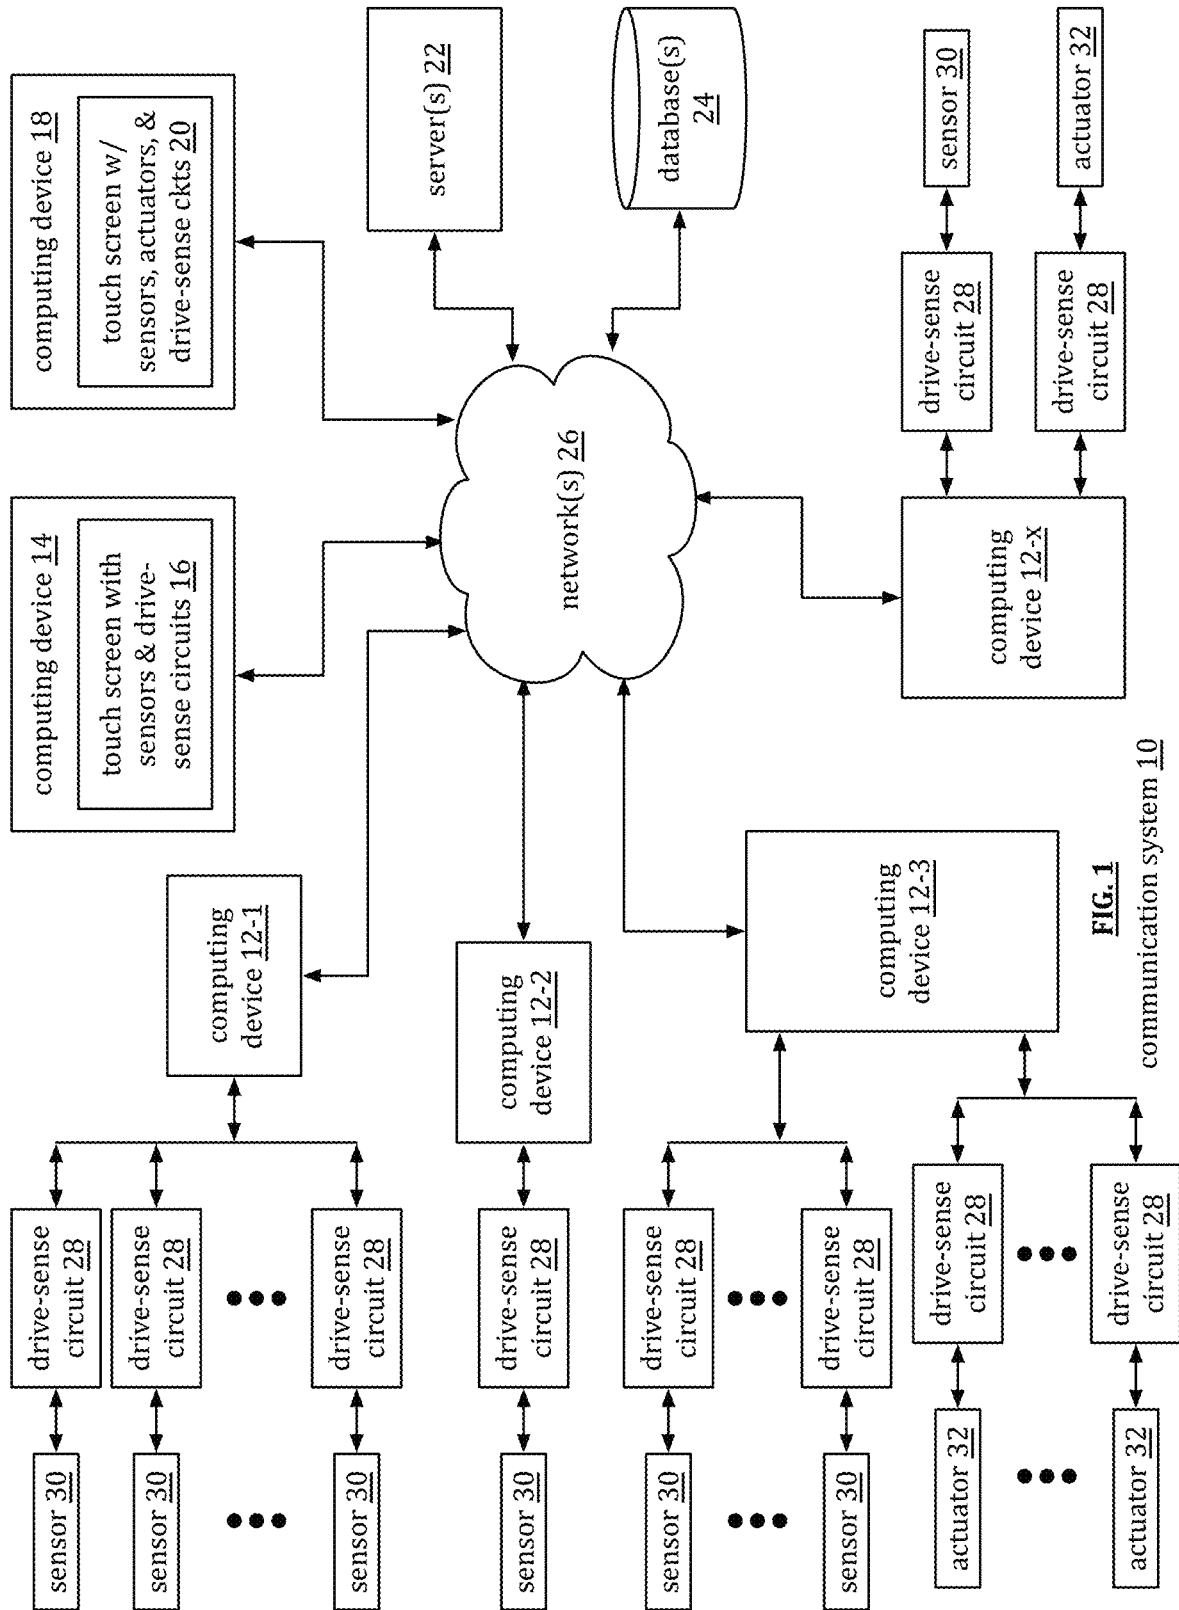 sensor 30
drive-sense
circuit 28
sensor 30
drive-sense
circuit 28
sensor 30
drive-sense
circuit 28
computing
device 12-1
computing device 14
touch screen with
sensors & drive-
sense circuits 16
computing device 18
touch screen w/
sensors, actuators, &
drive-sense ckts 20
sensor 30
drive-sense
circuit 28
computing
device 12-2
network(s) 26
server(s) 22
database(s)
24
sensor 30
drive-sense
circuit 28
sensor 30
drive-sense
circuit 28
computing
device 12-3
actuator 32
drive-sense
circuit 28
actuator 32
drive-sense
circuit 28
computing
device 12-x
drive-sense
circuit 28
sensor 30
drive-sense
circuit 28
actuator 32
FIG. 1
communication system 10